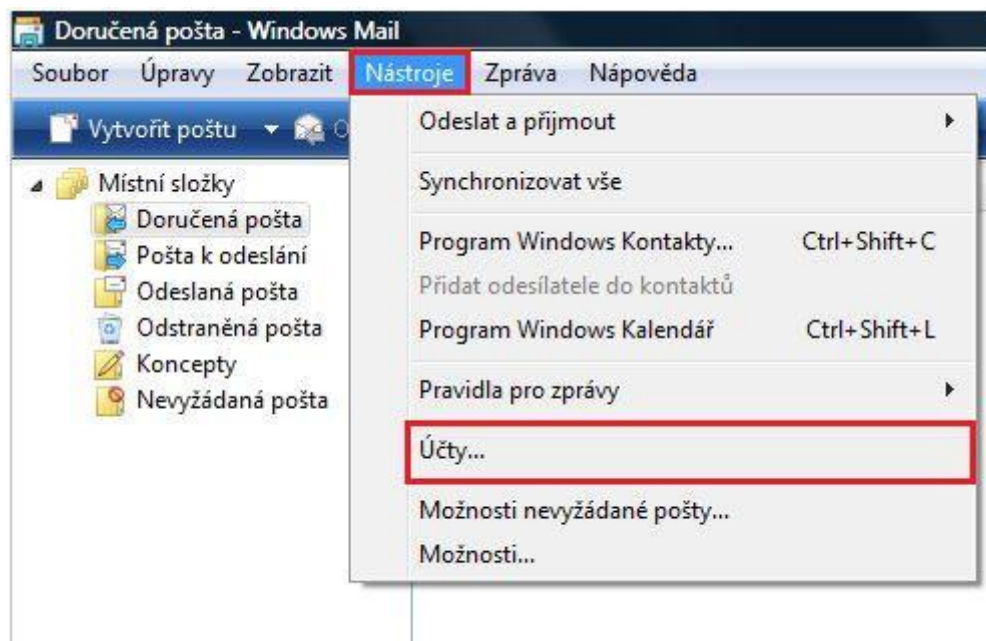 Doručená pošta - Windows Mail
Soubor Úpravy Zobrazit Nástroje Zpráva Nápověda
Vytvořit poštu O
Místní složky
Doručená pošta
Pošta k odeslání
Odeslaná pošta
Odstraněná pošta
Koncepty
Nevyžádaná pošta
Odeslat a přijmout
Synchronizovat vše
Program Windows Kontakty... Ctrl+Shift+C
Přidat odesílatele do kontaktů
Program Windows Kalendář Ctrl+Shift+L
Pravidla pro zprávy
Účty...
Možnosti nevyžádané pošty...
Možnosti...